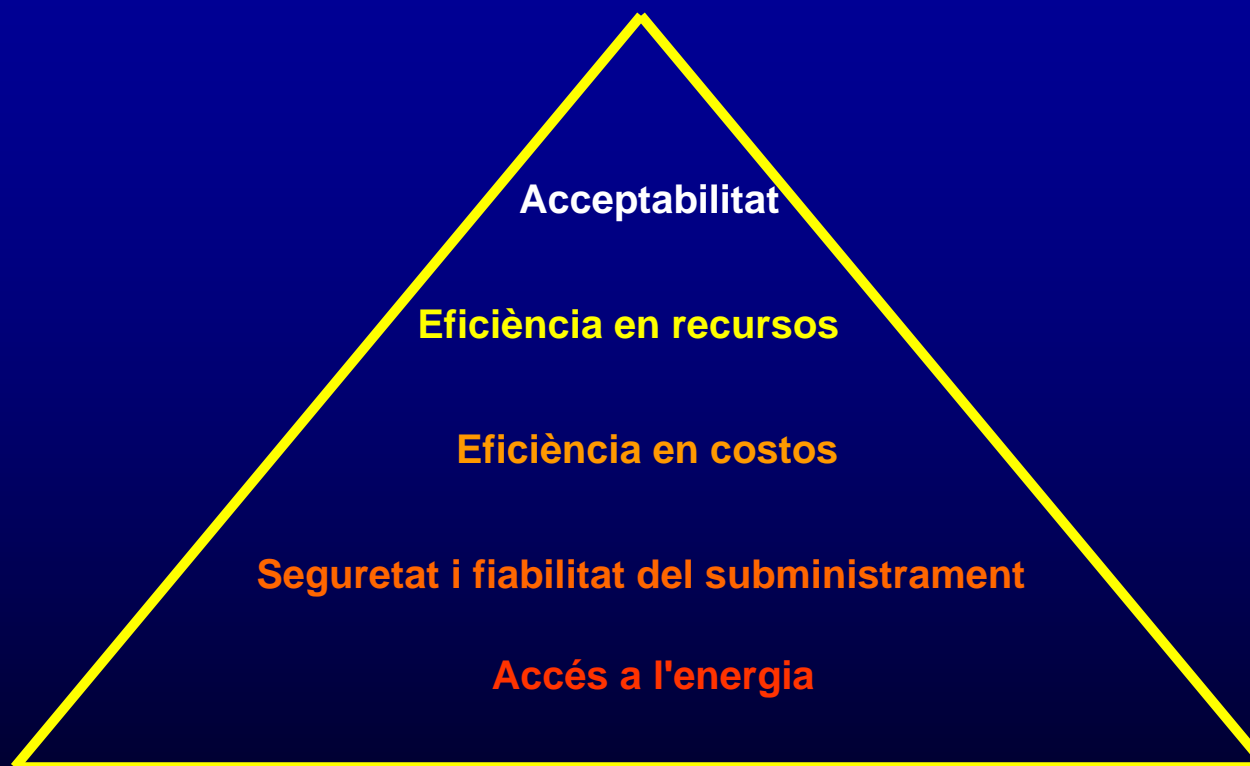 Acceptabilitat
Eficiència en recursos
Eficiència en costos
Seguretat i fiabilitat del subministrament
Accés a l'energia